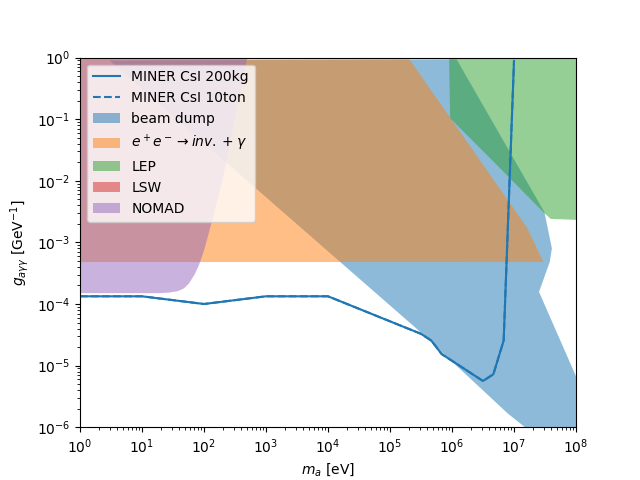 10⁰
10⁻¹
10⁻²
10⁻³
10⁻⁴
10⁻⁵
10⁻⁶
g_{aγγ} [GeV⁻¹]
MINER CsI 200kg
MINER CsI 10ton
beam dump
e⁺e⁻ → inv. + γ
LEP
LSW
NOMAD
10⁰ 10¹ 10² 10³ 10⁴ 10⁵ 10⁶ 10⁷ 10⁸
m_a [eV]